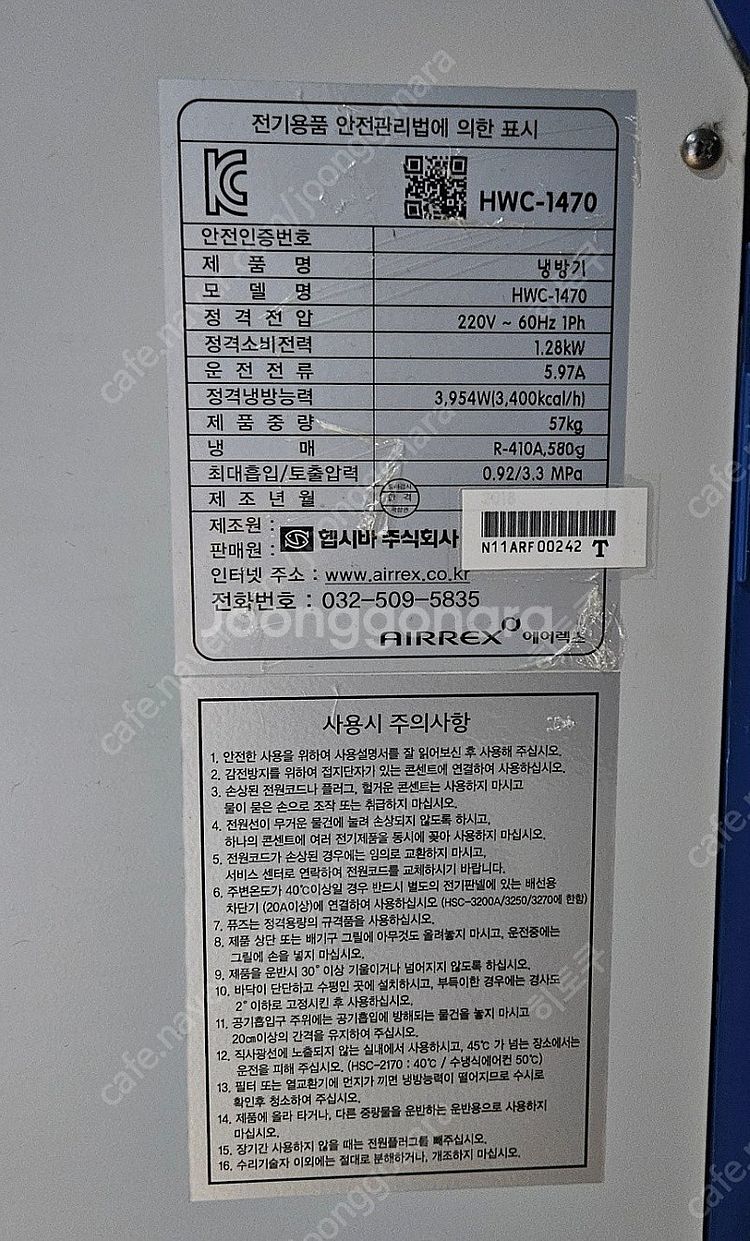 전기용품 안전관리법에 의한 표시
HWC-1470
안전인증번호
제 품 명 냉방기
모 델 명 HWC-1470
정 격 전 압 220V ~ 60Hz 1Ph
정격소비전력 1.28kW
운 전 전 류 5.97A
정격냉방능력 3,954W(3,400kcal/h)
제 품 중 량 57kg
냉 매 R-410A,580g
최대흡입/토출압력 0.92/3.3 MPa
제 조 년 월
합 격
제조원 :
판매원 : 헵시바 주식회사
N11ARF00242 T
인터넷 주소 : www.airrex.co.kr
전화번호 : 032-509-5835
AIRREX 에어렉스
사용시 주의사항
1. 안전한 사용을 위하여 사용설명서를 잘 읽어보신 후 사용해 주십시오.
2. 감전방지를 위하여 접지단자가 있는 콘센트에 연결하여 사용하십시오.
3. 손상된 전원코드나 플러그, 헐거운 콘센트는 사용하지 마시고
물이 묻은 손으로 조작 또는 취급하지 마십시오.
4. 전원선이 무거운 물건에 눌려 손상되지 않도록 하시고,
하나의 콘센트에 여러 전기제품을 동시에 꽂아 사용하지 마십시오.
5. 전원코드가 손상된 경우에는 임의로 교환하지 마시고,
서비스 센터로 연락하여 전원코드를 교체하시기 바랍니다.
6. 주변온도가 40℃이상일 경우 반드시 별도의 전기판넬에 있는 배선용
차단기 (20A이상)에 연결하여 사용하십시오 (HSC-3200A/3250/3270에 한함)
7. 퓨즈는 정격용량의 규격품을 사용하십시오.
8. 제품 상단 또는 배기구 그릴에 아무것도 올려놓지 마시고, 운전중에는
그릴에 손을 넣지 마십시오.
9. 제품을 운반시 30° 이상 기울이거나 넘어지지 않도록 하십시오.
10. 바닥이 단단하고 수평인 곳에 설치하시고, 부득이한 경우에는 경사도
2° 이하로 고정시킨 후 사용하십시오.
11. 공기흡입구 주위에는 공기흡입에 방해되는 물건을 놓지 마시고
20㎝이상의 간격을 유지하여 주십시오.
12. 직사광선에 노출되지 않는 실내에서 사용하시고, 45℃ 가 넘는 장소에서는
운전을 피해 주십시오. (HSC-2170 : 40℃ / 수냉식에어컨 50℃)
13. 필터 또는 열교환기에 먼지가 끼면 냉방능력이 떨어지므로 수시로
확인후 청소하여 주십시오.
14. 제품에 올라 타거나, 다른 중량물을 운반하는 운반용으로 사용하지
마십시오.
15. 장기간 사용하지 않을 때는 전원플러그를 빼주십시오.
16. 수리기술자 이외에는 절대로 분해하거나, 개조하지 마십시오.
joonggonara